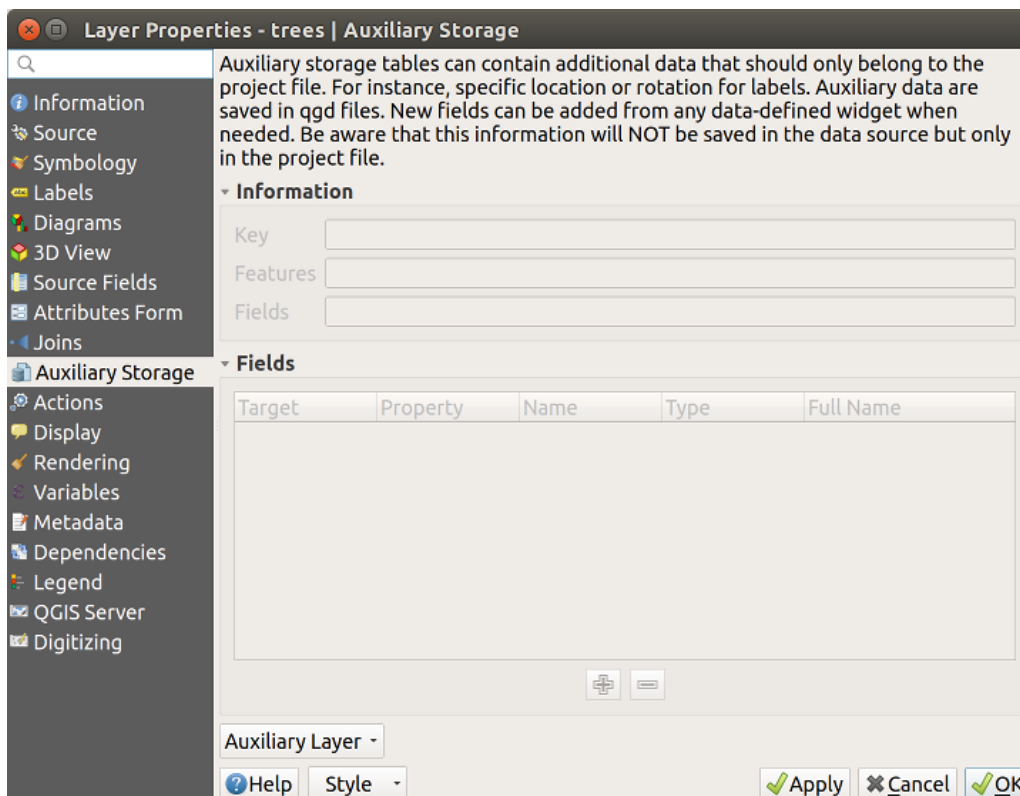 Layer Properties - trees | Auxiliary Storage
Information
Source
Symbology
Labels
Diagrams
3D View
Source Fields
Attributes Form
Joins
Auxiliary Storage
Actions
Display
Rendering
Variables
Metadata
Dependencies
Legend
QGIS Server
Digitizing
Auxiliary storage tables can contain additional data that should only belong to the
project file. For instance, specific location or rotation for labels. Auxiliary data are
saved in qgd files. New fields can be added from any data-defined widget when
needed. Be aware that this information will NOT be saved in the data source but only
in the project file.
Information
Key
Features
Fields
Fields
Target Property Name Type Full Name
Auxiliary Layer
Help Style Apply Cancel OK